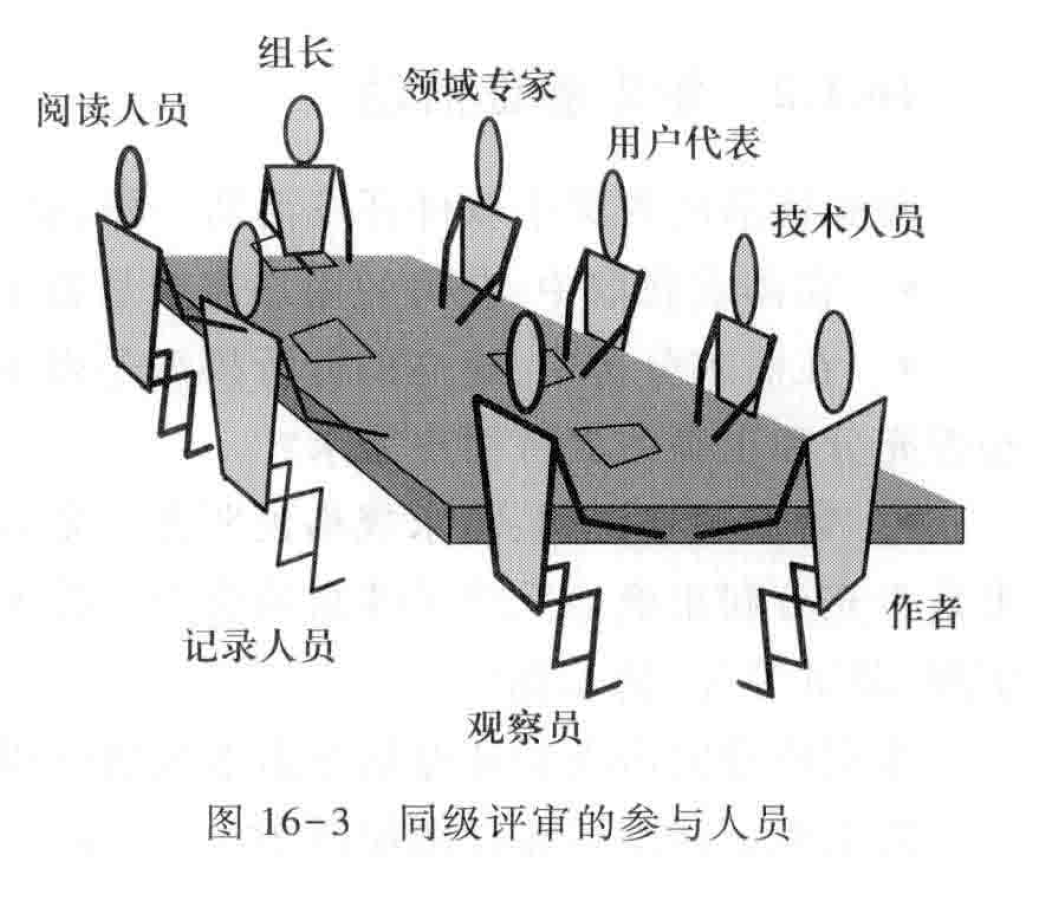 组长
阅读人员
领域专家
用户代表
技术人员
作者
记录人员
观察员
图 16-3 同级评审的参与人员